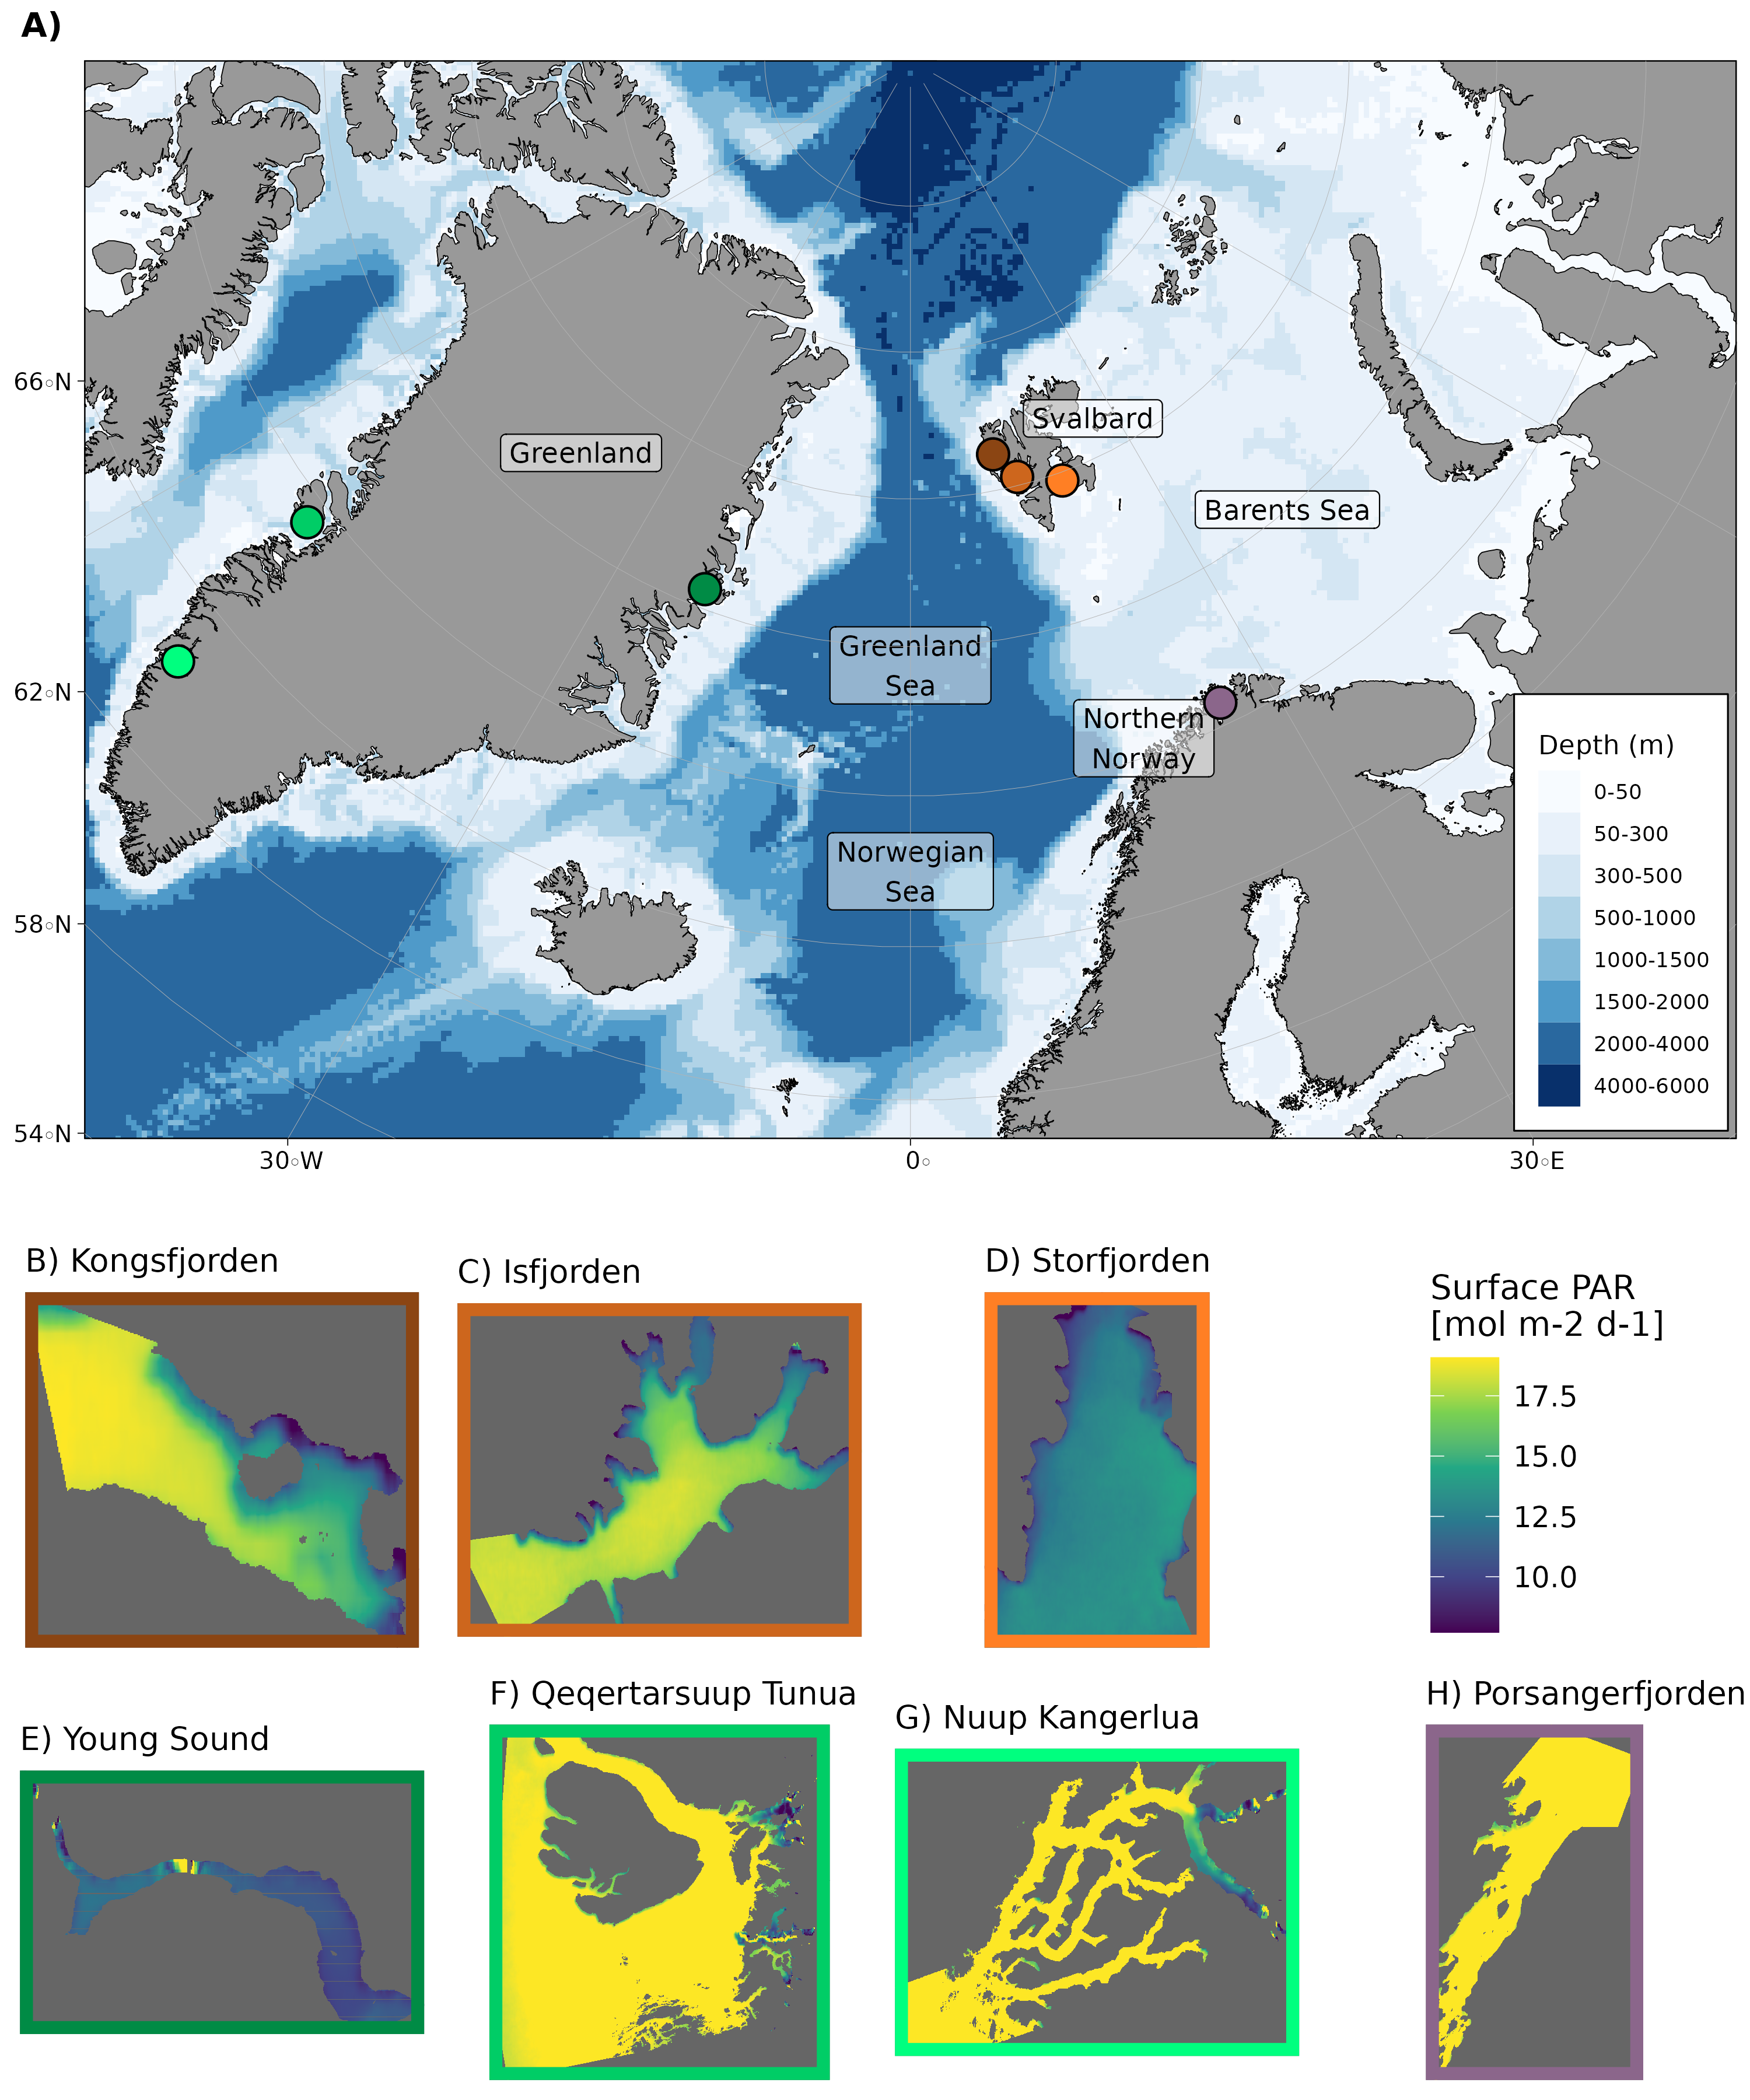 A)
66◦N
62◦N
58◦N
54◦N
30◦W
0◦
30◦E
Greenland
Svalbard
Barents Sea
Greenland
Sea
Northern
Norway
Norwegian
Sea
Depth (m)
0-50
50-300
300-500
500-1000
1000-1500
1500-2000
2000-4000
4000-6000
B) Kongsfjorden
C) Isfjorden
D) Storfjorden
Surface PAR
[mol m-2 d-1]
17.5
15.0
12.5
10.0
E) Young Sound
F) Qeqertarsuup Tunua
G) Nuup Kangerlua
H) Porsangerfjorden